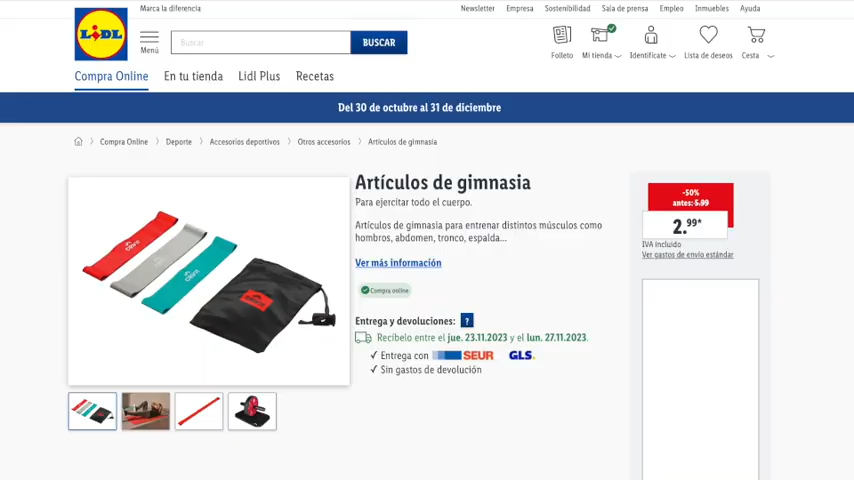 Marca la diferencia
Newsletter Empresa Sostenibilidad Sala de prensa Empleo Inmuebles Ayuda
LiDL
Menú
Buscar
BUSCAR
Folleto Mi tienda Identifícate Lista de deseos Cesta
Compra Online En tu tienda Lidl Plus Recetas
Del 30 de octubre al 31 de diciembre
Compra Online Deporte Accesorios deportivos Otros accesorios Artículos de gimnasia
Artículos de gimnasia
Para ejercitar todo el cuerpo.
Artículos de gimnasia para entrenar distintos músculos como
hombros, abdomen, tronco, espalda...
Ver más información
Compra online
Entrega y devoluciones: ?
Recíbelo entre el jue. 23.11.2023 y el lun. 27.11.2023.
✓ Entrega con SEUR GLS.
✓ Sin gastos de devolución
-50%
antes: 5.99
2.99*
IVA incluido
Ver gastos de envío estándar